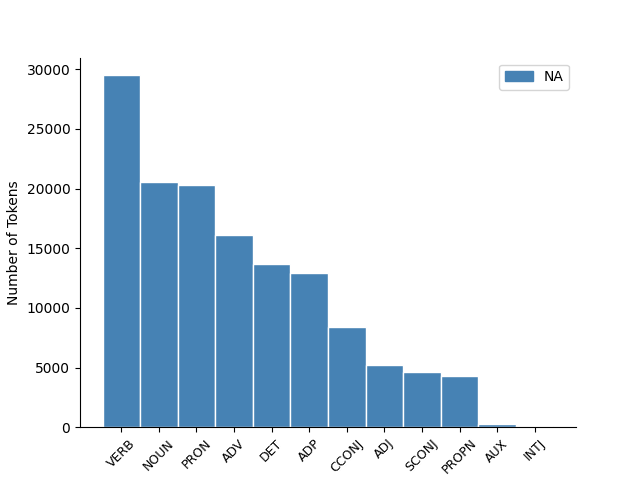 NA
Number of Tokens
30000
25000
20000
15000
10000
5000
0
VERB
NOUN
PRON
ADV
DET
ADP
CCONJ
ADJ
SCONJ
PROPN
AUX
INTJ